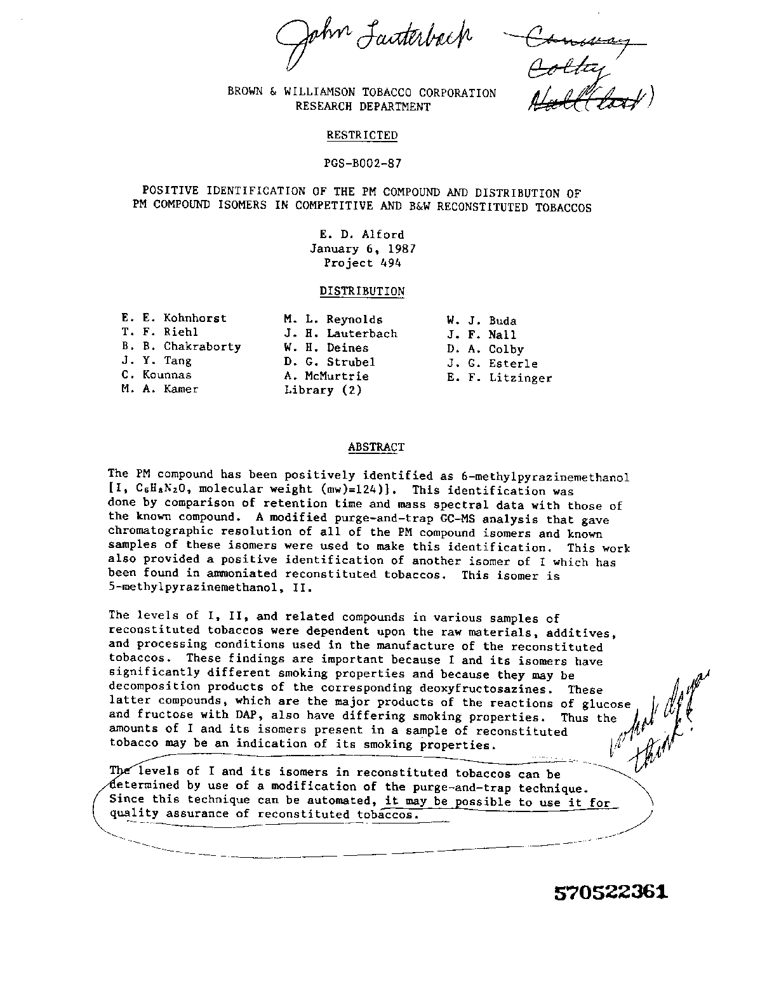 John Lauterbach
Conway
Colby
Nall (last)
BROWN & WILLIAMSON TOBACCO CORPORATION
RESEARCH DEPARTMENT
RESTRICTED
PGS-B002-87
POSITIVE IDENTIFICATION OF THE PM COMPOUND AND DISTRIBUTION OF
PM COMPOUND ISOMERS IN COMPETITIVE AND B&W RECONSTITUTED TOBACCOS
E. D. Alford
January 6, 1987
Project 494
DISTRIBUTION
E. E. Kohnhorst M. L. Reynolds W. J. Buda
T. F. Riehl J. H. Lauterbach J. F. Nall
B. B. Chakraborty W. H. Deines D. A. Colby
J. Y. Tang D. G. Strubel J. G. Esterle
C. Kounnas A. McMurtrie E. F. Litzinger
M. A. Kamer Library (2)
ABSTRACT
The PM compound has been positively identified as 6-methylpyrazinemethanol
[I, C₆H₈N₂O, molecular weight (mw)=124)]. This identification was
done by comparison of retention time and mass spectral data with those of
the known compound. A modified purge-and-trap GC-MS analysis that gave
chromatographic resolution of all of the PM compound isomers and known
samples of these isomers were used to make this identification. This work
also provided a positive identification of another isomer of I which has
been found in ammoniated reconstituted tobaccos. This isomer is
5-methylpyrazinemethanol, II.
The levels of I, II, and related compounds in various samples of
reconstituted tobaccos were dependent upon the raw materials, additives,
and processing conditions used in the manufacture of the reconstituted
tobaccos. These findings are important because I and its isomers have
significantly different smoking properties and because they may be
decomposition products of the corresponding deoxyfructosazines. These
latter compounds, which are the major products of the reactions of glucose
and fructose with DAP, also have differing smoking properties. Thus the
amounts of I and its isomers present in a sample of reconstituted
tobacco may be an indication of its smoking properties.
what do you
think?
The levels of I and its isomers in reconstituted tobaccos can be
determined by use of a modification of the purge-and-trap technique.
Since this technique can be automated, it may be possible to use it for
quality assurance of reconstituted tobaccos.
570522361